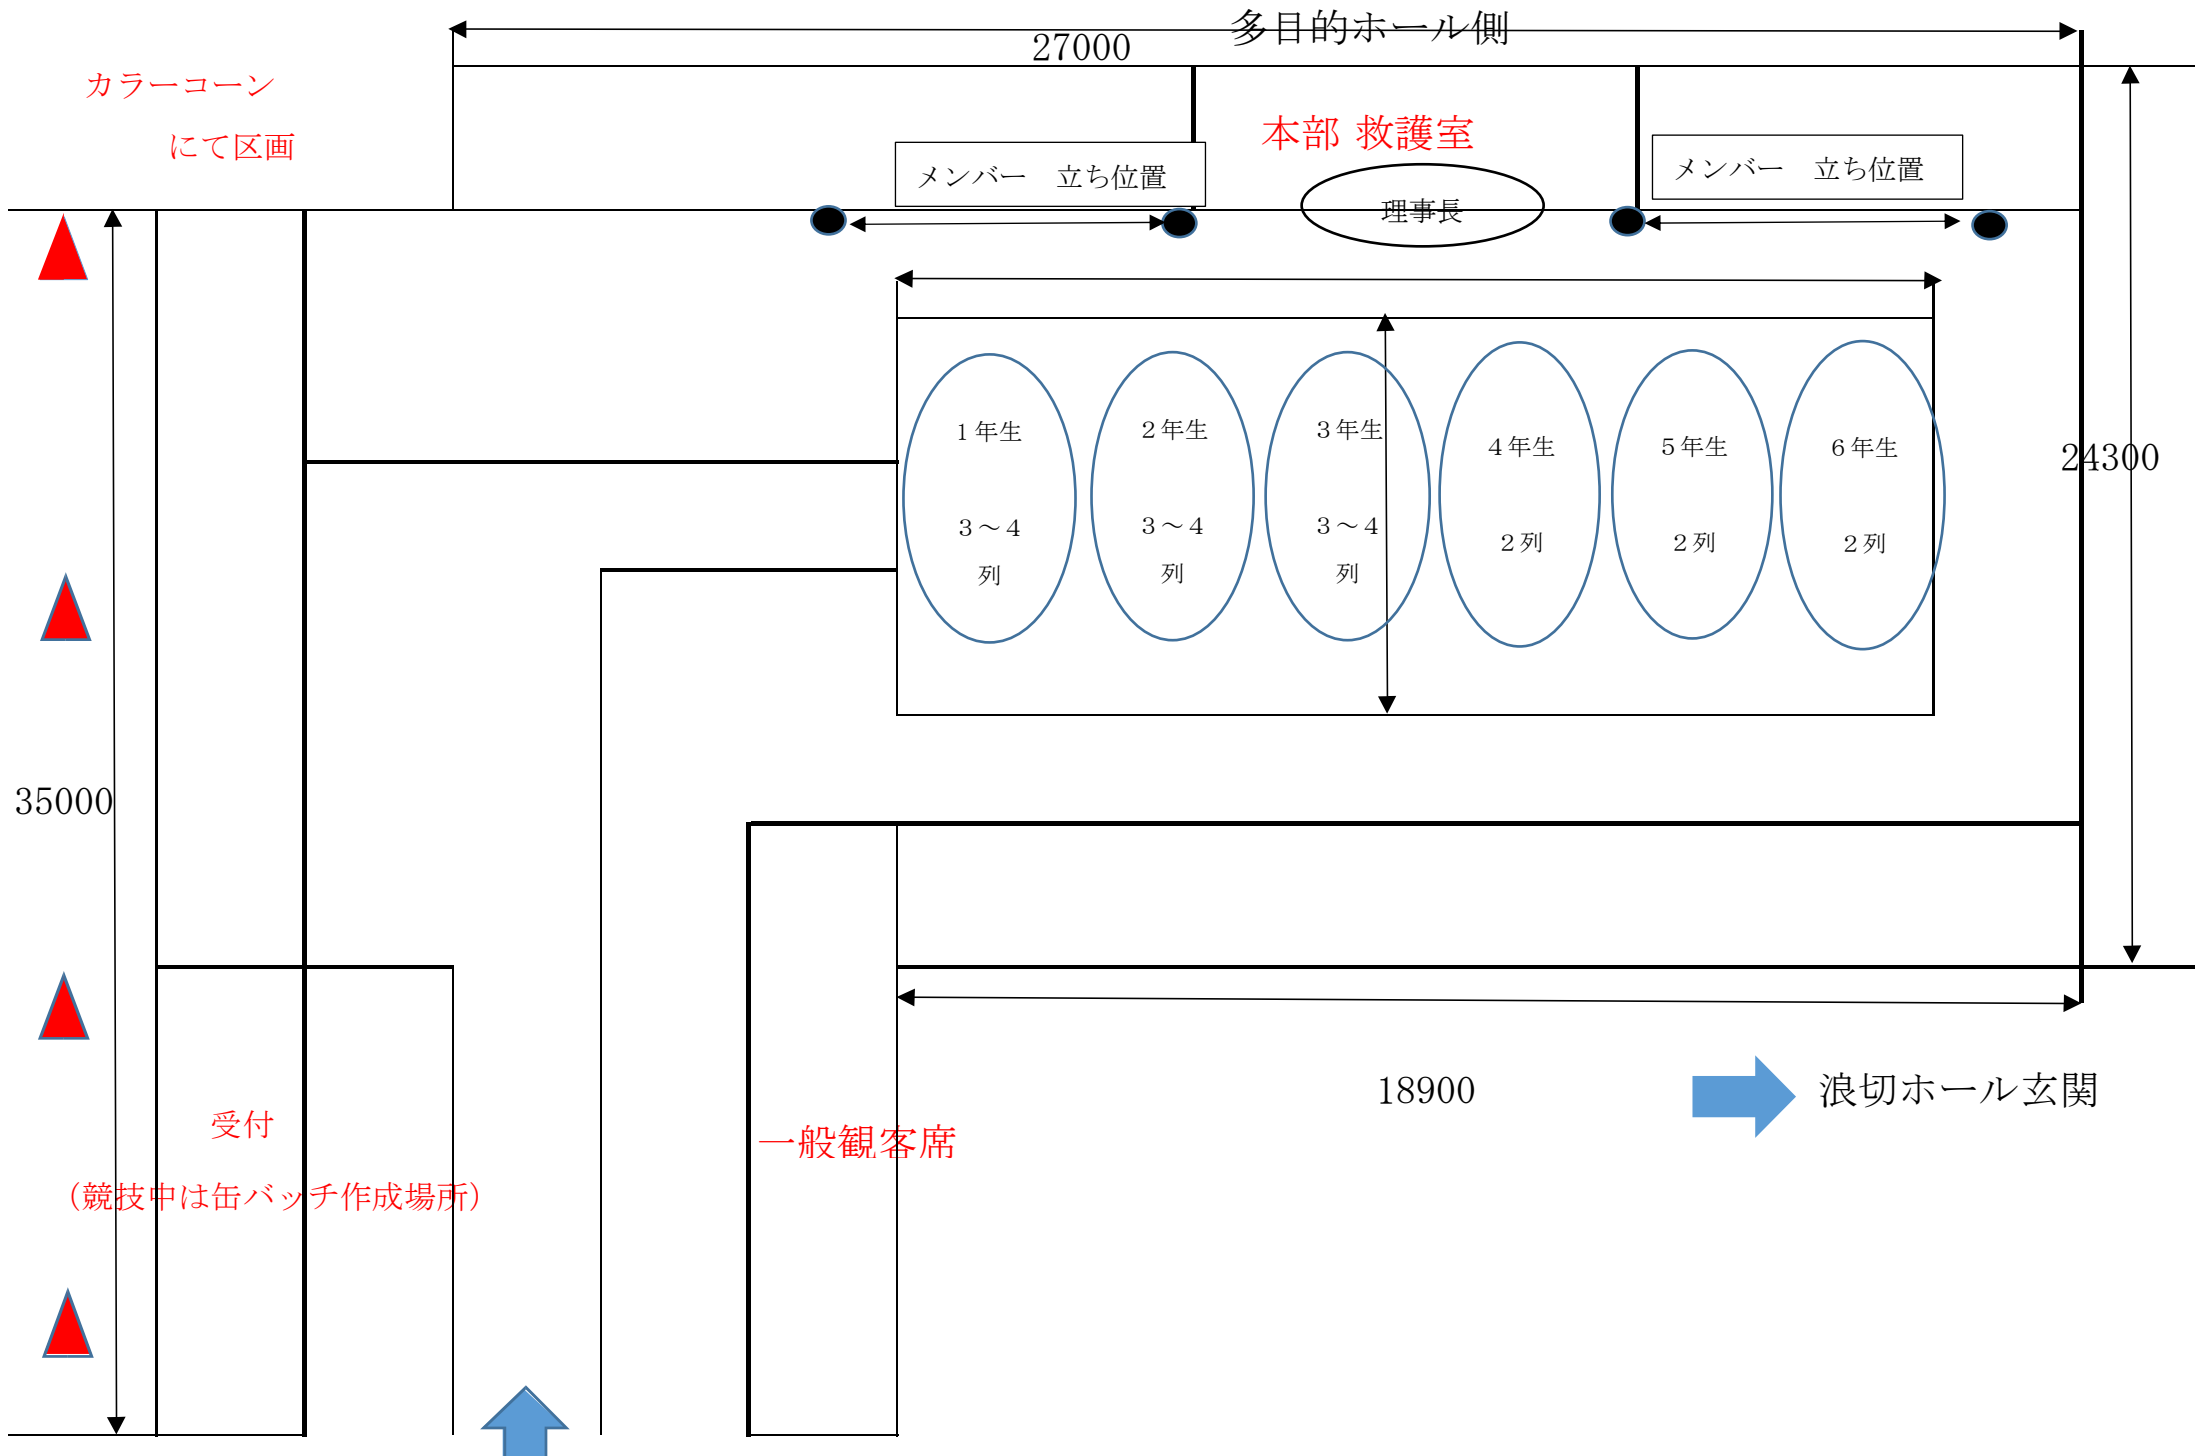 多目的ホール側
27000
カラーコーン
にて区画
本部 救護室
メンバー　立ち位置
メンバー　立ち位置
理事長
１年生
３～４
列
２年生
３～４
列
３年生
３～４
列
４年生
２列
５年生
２列
６年生
２列
24300
35000
18900
浪切ホール玄関
受付
（競技中は缶バッチ作成場所）
一般観客席